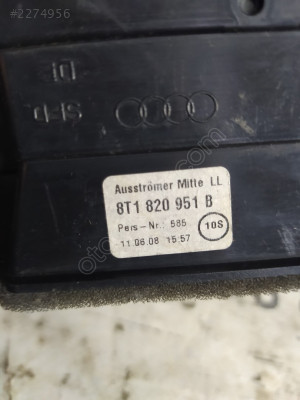 #2274956
Ausströmer Mitte LL
8T1 820 951 B
Pers-Nr: 585
10S
11.06.08 15:57